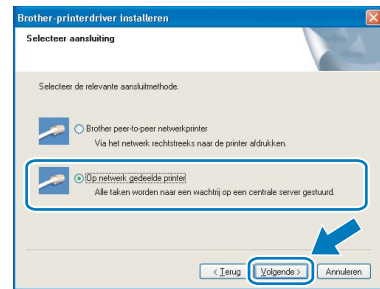 Brother-printerdriver installeren
Selecteer aansluiting
Selecteer de relevante aansluitmethode.
Brother peer-to-peer netwerkprinter
Via het netwerk rechtstreeks naar de printer afdrukken.
Op netwerk gedeelde printer
Alle taken worden naar een wachtrij op een centrale server gestuurd.
< Terug Volgende > Annuleren